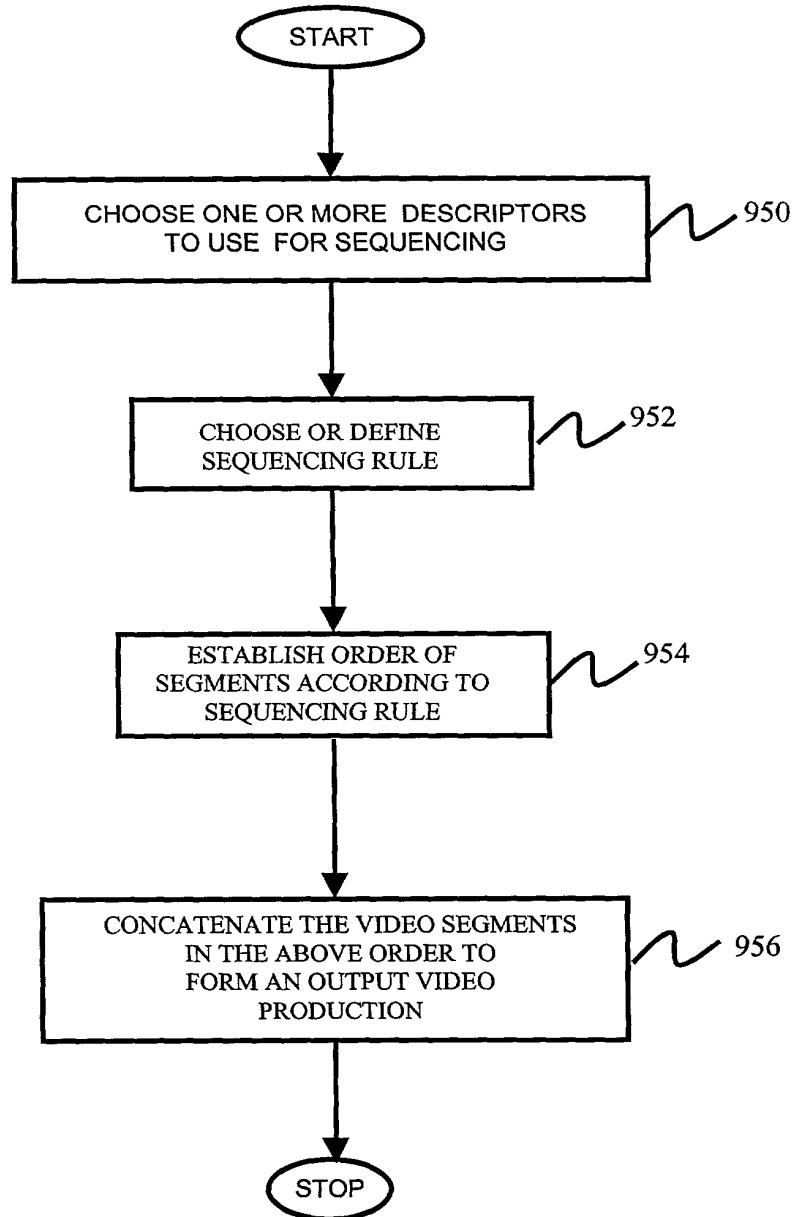 START
CHOOSE ONE OR MORE DESCRIPTORS
TO USE FOR SEQUENCING
950
CHOOSE OR DEFINE
SEQUENCING RULE
952
ESTABLISH ORDER OF
SEGMENTS ACCORDING TO
SEQUENCING RULE
954
CONCATENATE THE VIDEO SEGMENTS
IN THE ABOVE ORDER TO
FORM AN OUTPUT VIDEO
PRODUCTION
956
STOP